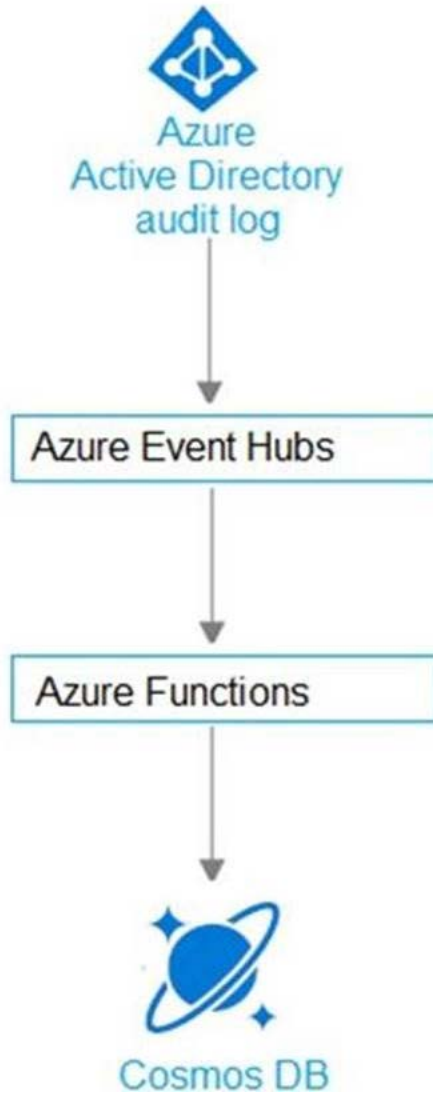 Azure
Active Directory
audit log
Azure Event Hubs
Azure Functions
Cosmos DB